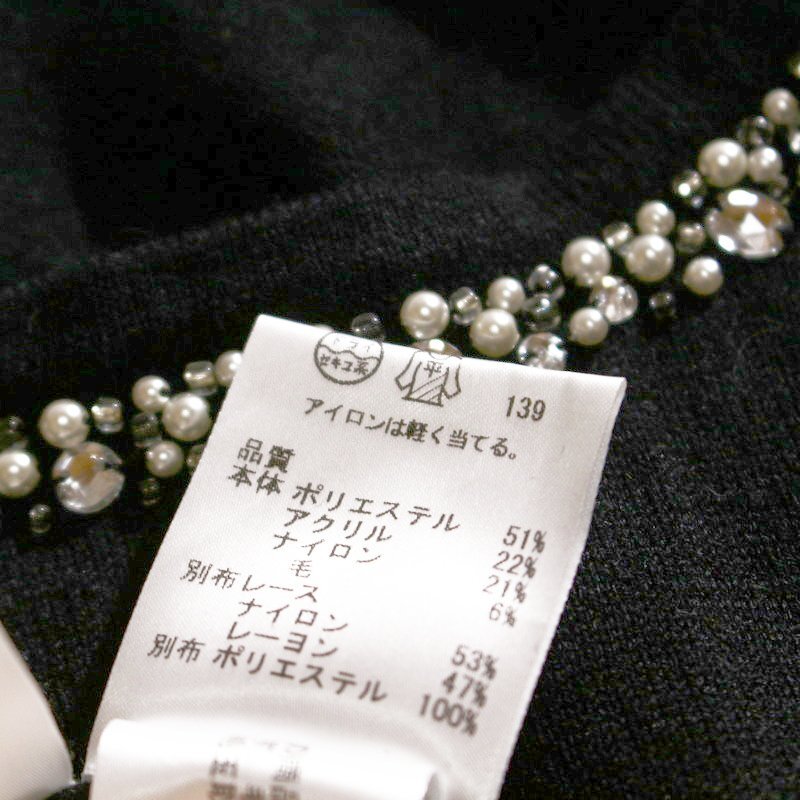 ドライ
セキユ系
平
139
アイロンは軽く当てる。
品質
本体 ポリエステル 51%
アクリル 22%
ナイロン 21%
毛 6%
別布レース
ナイロン 53%
レーヨン 47%
別布 ポリエステル 100%